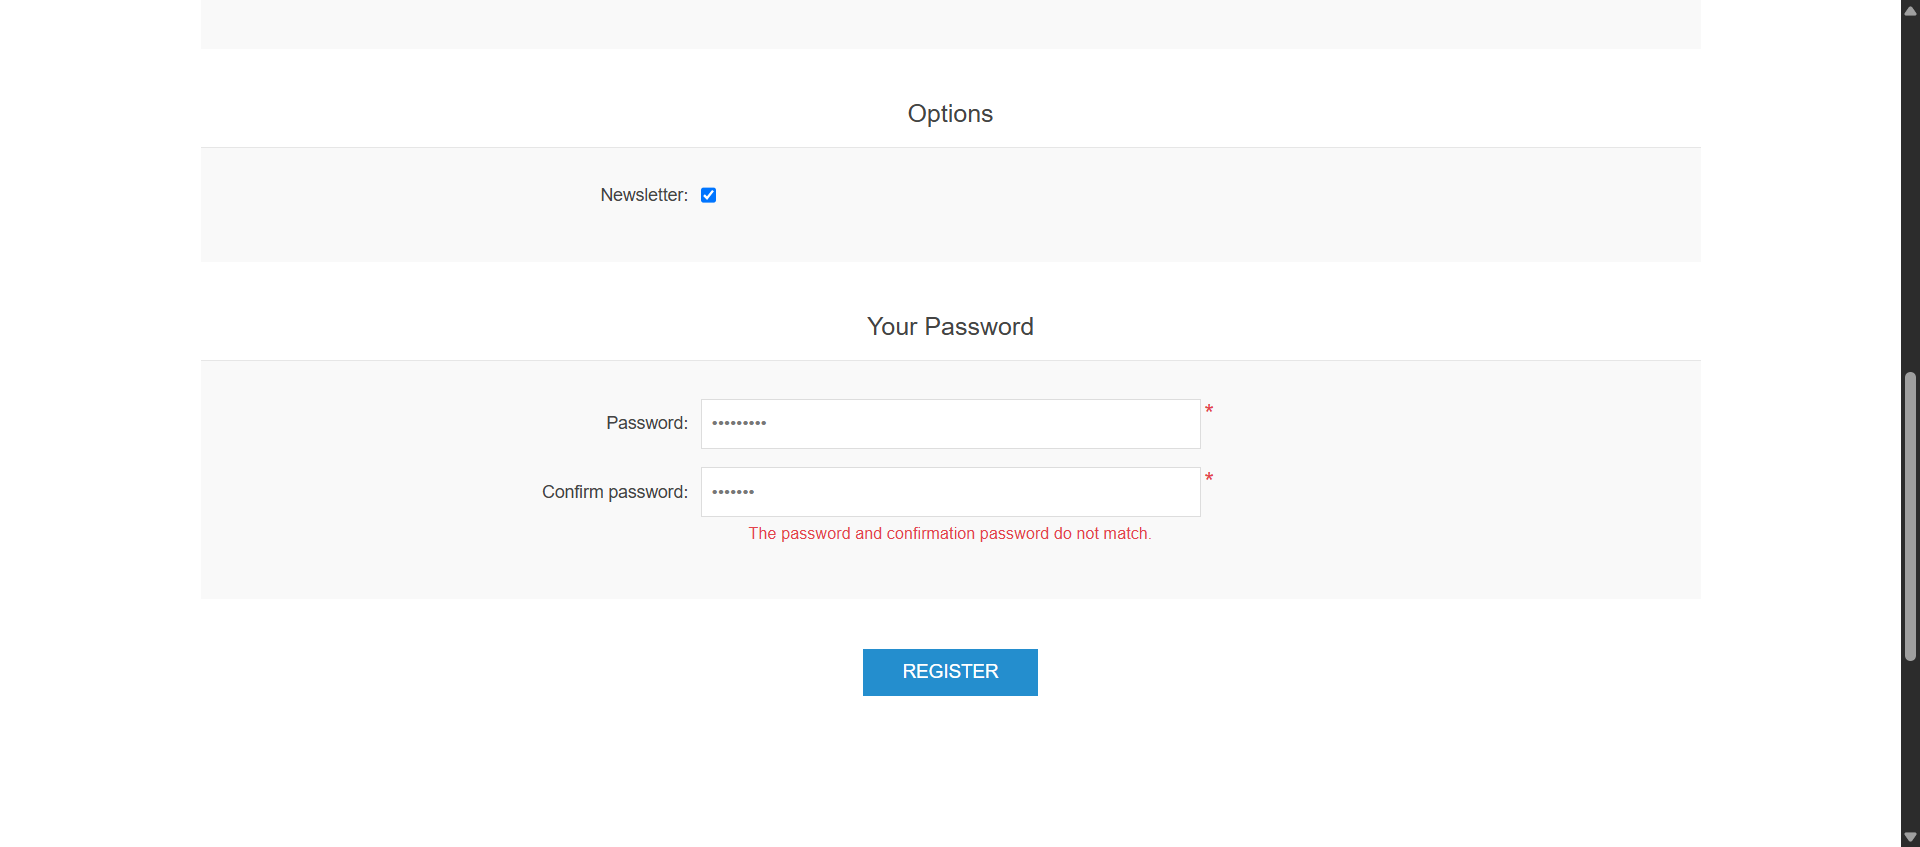 Options
Newsletter:
Your Password
Password: ••••••••• *
Confirm password: ••••••• *
The password and confirmation password do not match.
REGISTER